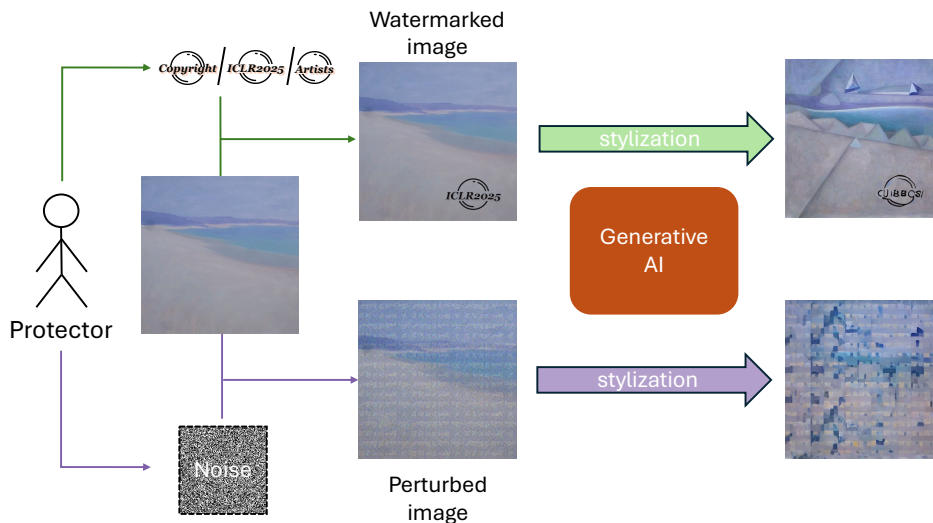 Watermarked
image
Copyright / ICLR2025 / Artists
stylization
ICLR2025
Generative
AI
Protector
stylization
Noise
Perturbed
image